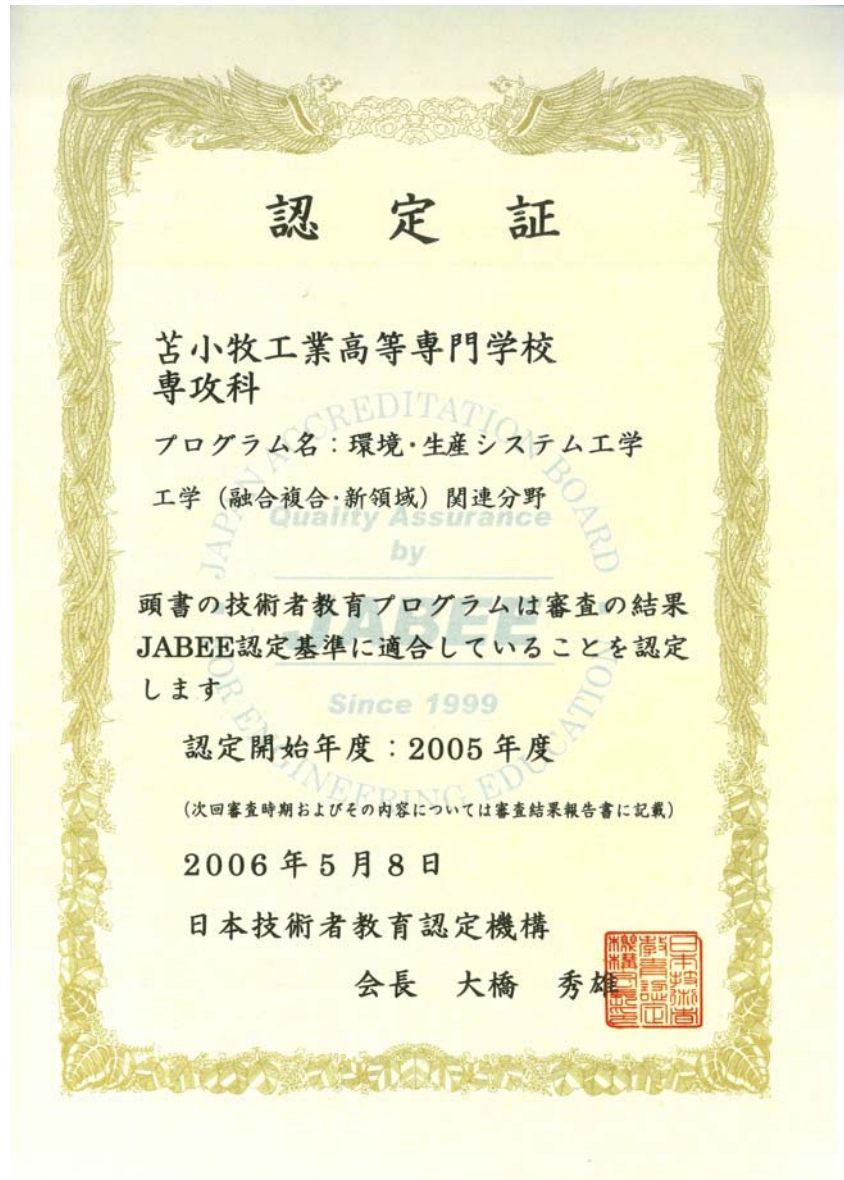 認定証
苫小牧工業高等専門学校
専攻科
プログラム名：環境・生産システム工学
工学（融合複合・新領域）関連分野
頭書の技術者教育プログラムは審査の結果
JABEE認定基準に適合していることを認定
します
認定開始年度：2005年度
(次回審査時期およびその内容については審査結果報告書に記載)
2006年5月8日
日本技術者教育認定機構
会長　大橋　秀雄
JAPAN ACCREDITATION BOARD
FOR ENGINEERING EDUCATION
Quality Assurance
by
JABEE
Since 1999